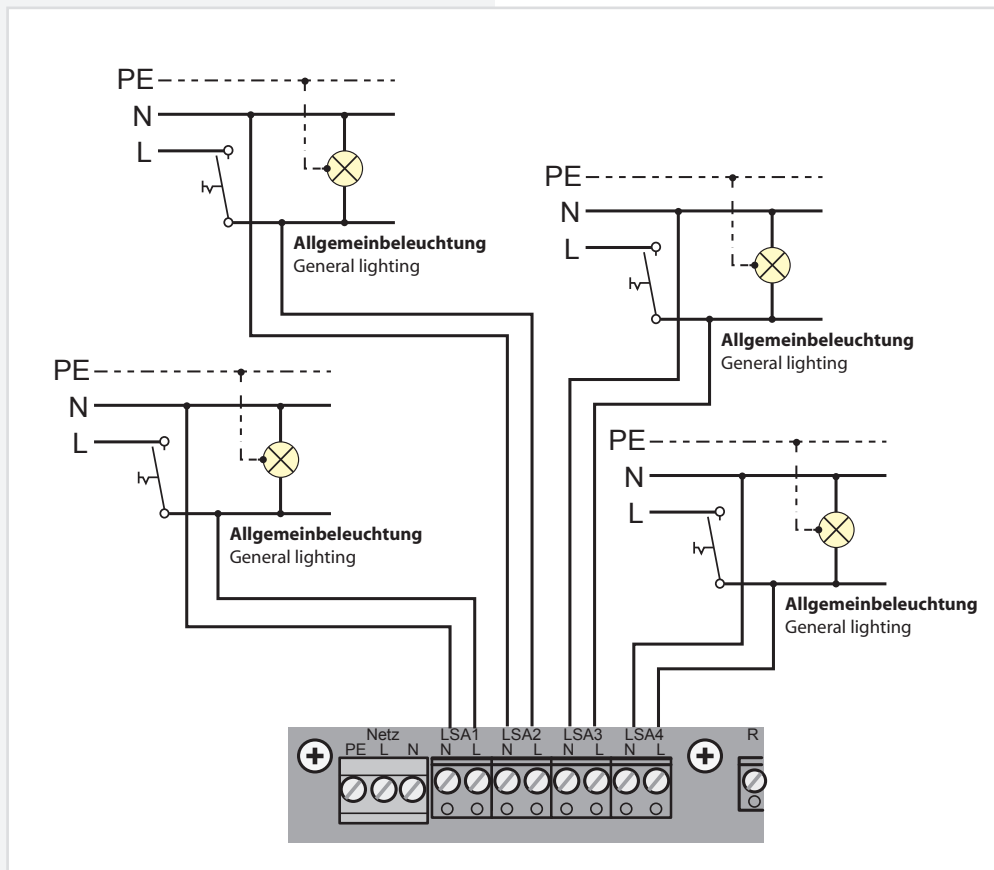 PE
N
L
Allgemeinbeleuchtung
General lighting
PE
N
L
Allgemeinbeleuchtung
General lighting
PE
N
L
Allgemeinbeleuchtung
General lighting
PE
N
L
Allgemeinbeleuchtung
General lighting
Netz LSA1 LSA2 LSA3 LSA4 R
PE L N N L N L N L N L